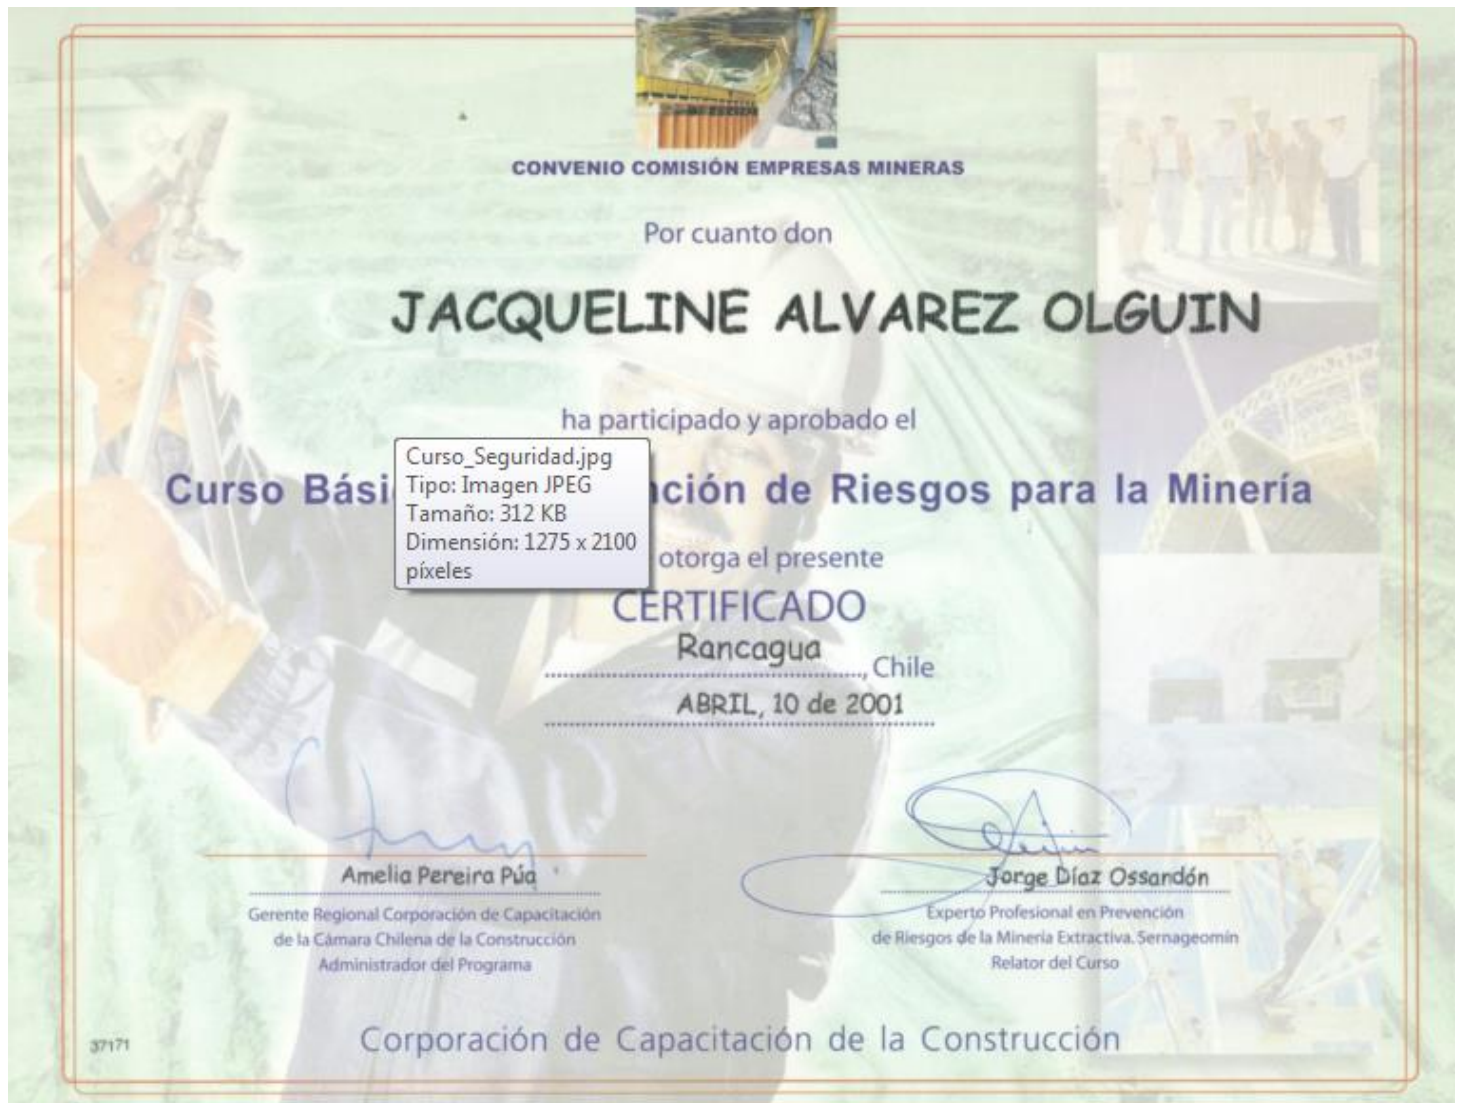 CONVENIO COMISIÓN EMPRESAS MINERAS
Por cuanto don
JACQUELINE ALVAREZ OLGUIN
ha participado y aprobado el
Curso Bási ción de Riesgos para la Minería
Curso_Seguridad.jpg
Tipo: Imagen JPEG
Tamaño: 312 KB
Dimensión: 1275 x 2100
píxeles
otorga el presente
CERTIFICADO
Rancagua, Chile
ABRIL, 10 de 2001
Amelia Pereira Púa
Gerente Regional Corporación de Capacitación
de la Cámara Chilena de la Construcción
Administrador del Programa
Jorge Díaz Ossandón
Experto Profesional en Prevención
de Riesgos de la Minería Extractiva. Sernageomin
Relator del Curso
37171
Corporación de Capacitación de la Construcción